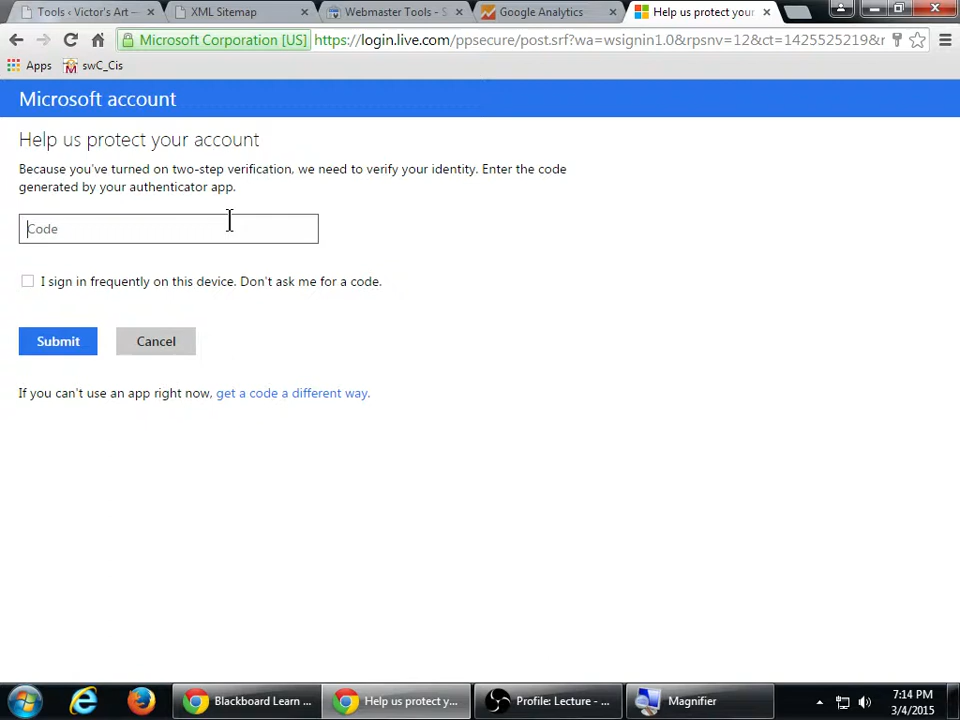 Tools ‹ Victor's Art —
XML Sitemap
Webmaster Tools - S
Google Analytics
Help us protect your
Microsoft Corporation [US]
https://login.live.com/ppsecure/post.srf?wa=wsignin1.0&rpsnv=12&ct=1425525219&r
Apps
swC_Cis
Microsoft account
Help us protect your account
Because you've turned on two-step verification, we need to verify your identity. Enter the code
generated by your authenticator app.
Code
I sign in frequently on this device. Don't ask me for a code.
Submit
Cancel
If you can't use an app right now, get a code a different way.
Blackboard Learn ...
Help us protect y...
Profile: Lecture - ...
Magnifier
7:14 PM
3/4/2015